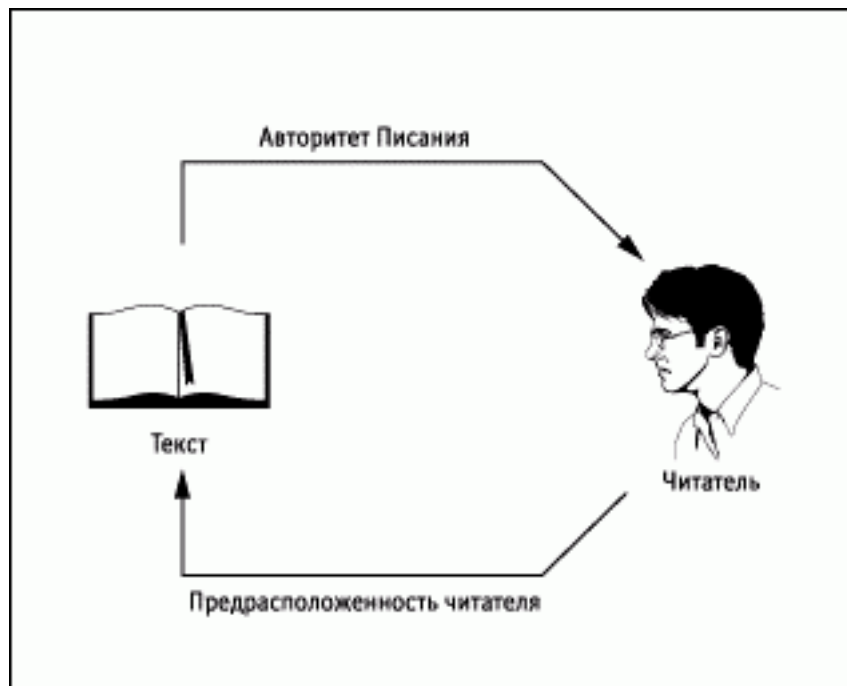 Авторитет Писания
Текст
Читатель
Предрасположенность читателя